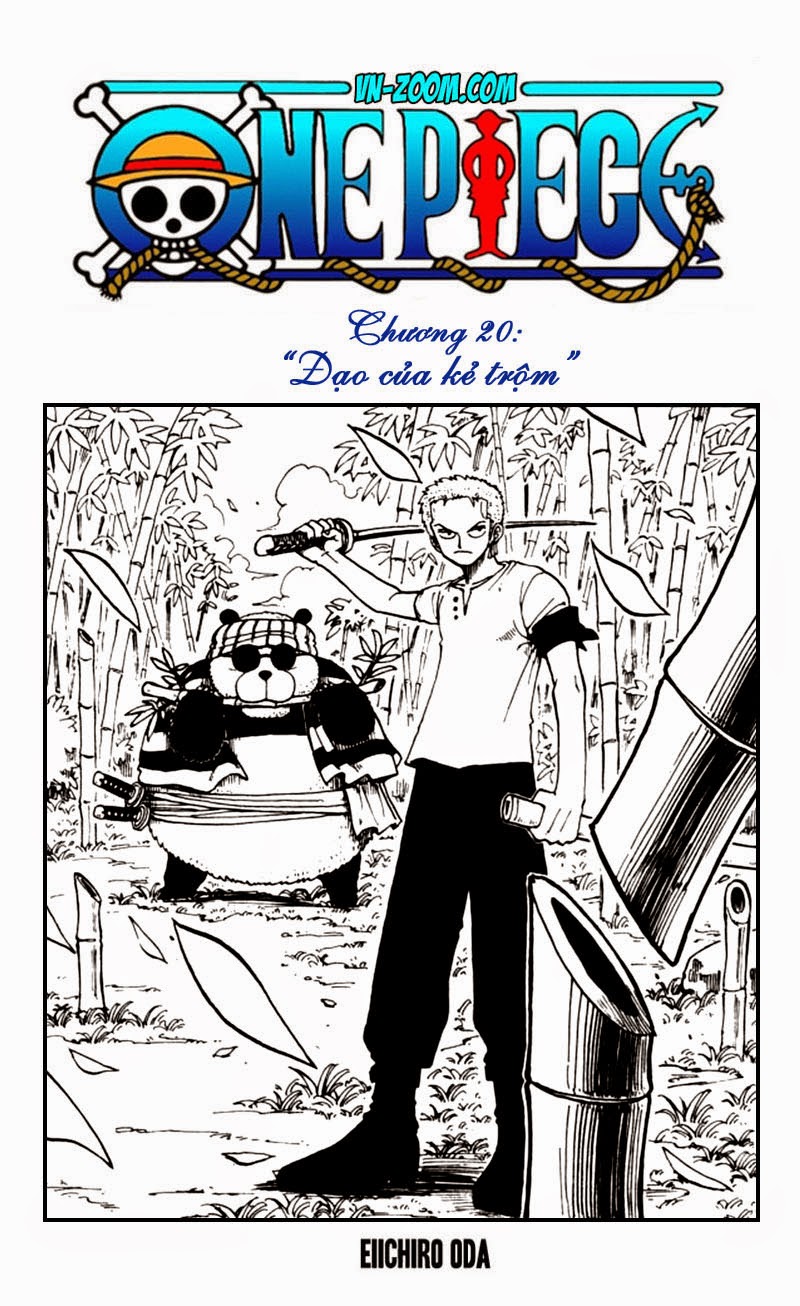 VN-ZOOM.COM
ONE PIECE
Chương 20:
“Đạo của kẻ trộm”
EIICHIRO ODA